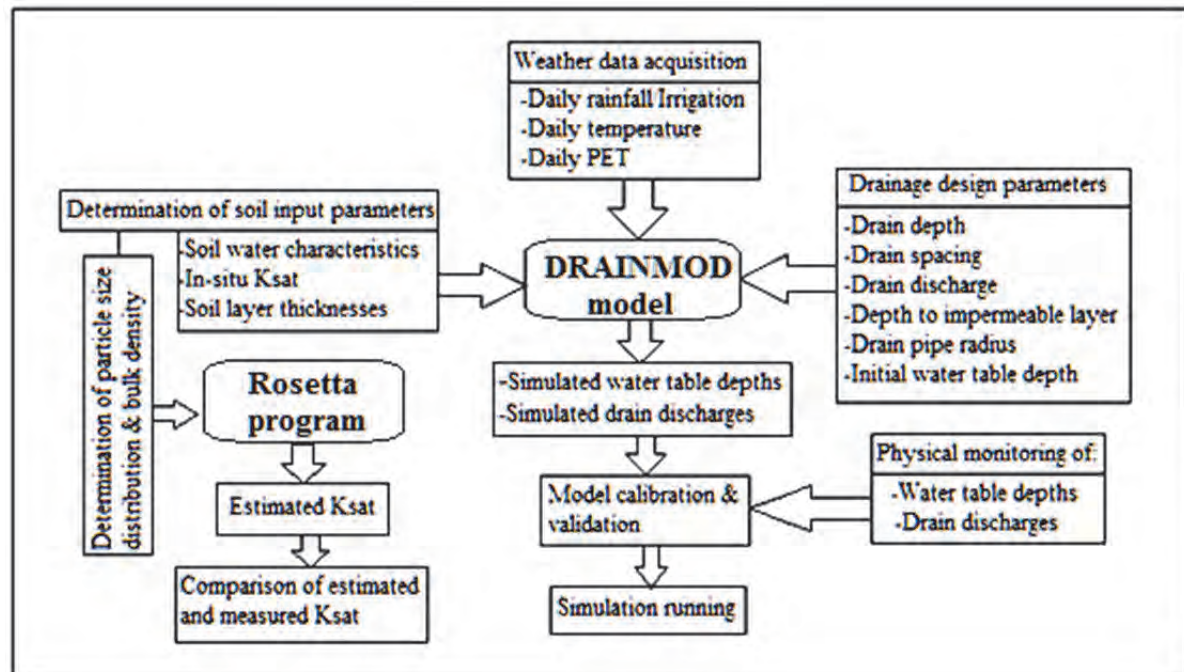 Weather data acquisition
-Daily rainfall/Irrigation
-Daily temperature
-Daily PET
Determination of soil input parameters
-Soil water characteristics
-In-situ Ksat
-Soil layer thicknesses
Determination of particle size
distribution & bulk density
DRAINMOD
model
Drainage design parameters
-Drain depth
-Drain spacing
-Drain discharge
-Depth to impermeable layer
-Drain pipe radius
-Initial water table depth
Rosetta
program
-Simulated water table depths
-Simulated drain discharges
Estimated Ksat
Model calibration &
validation
Physical monitoring of:
-Water table depths
-Drain discharges
Comparison of estimated
and measured Ksat
Simulation running